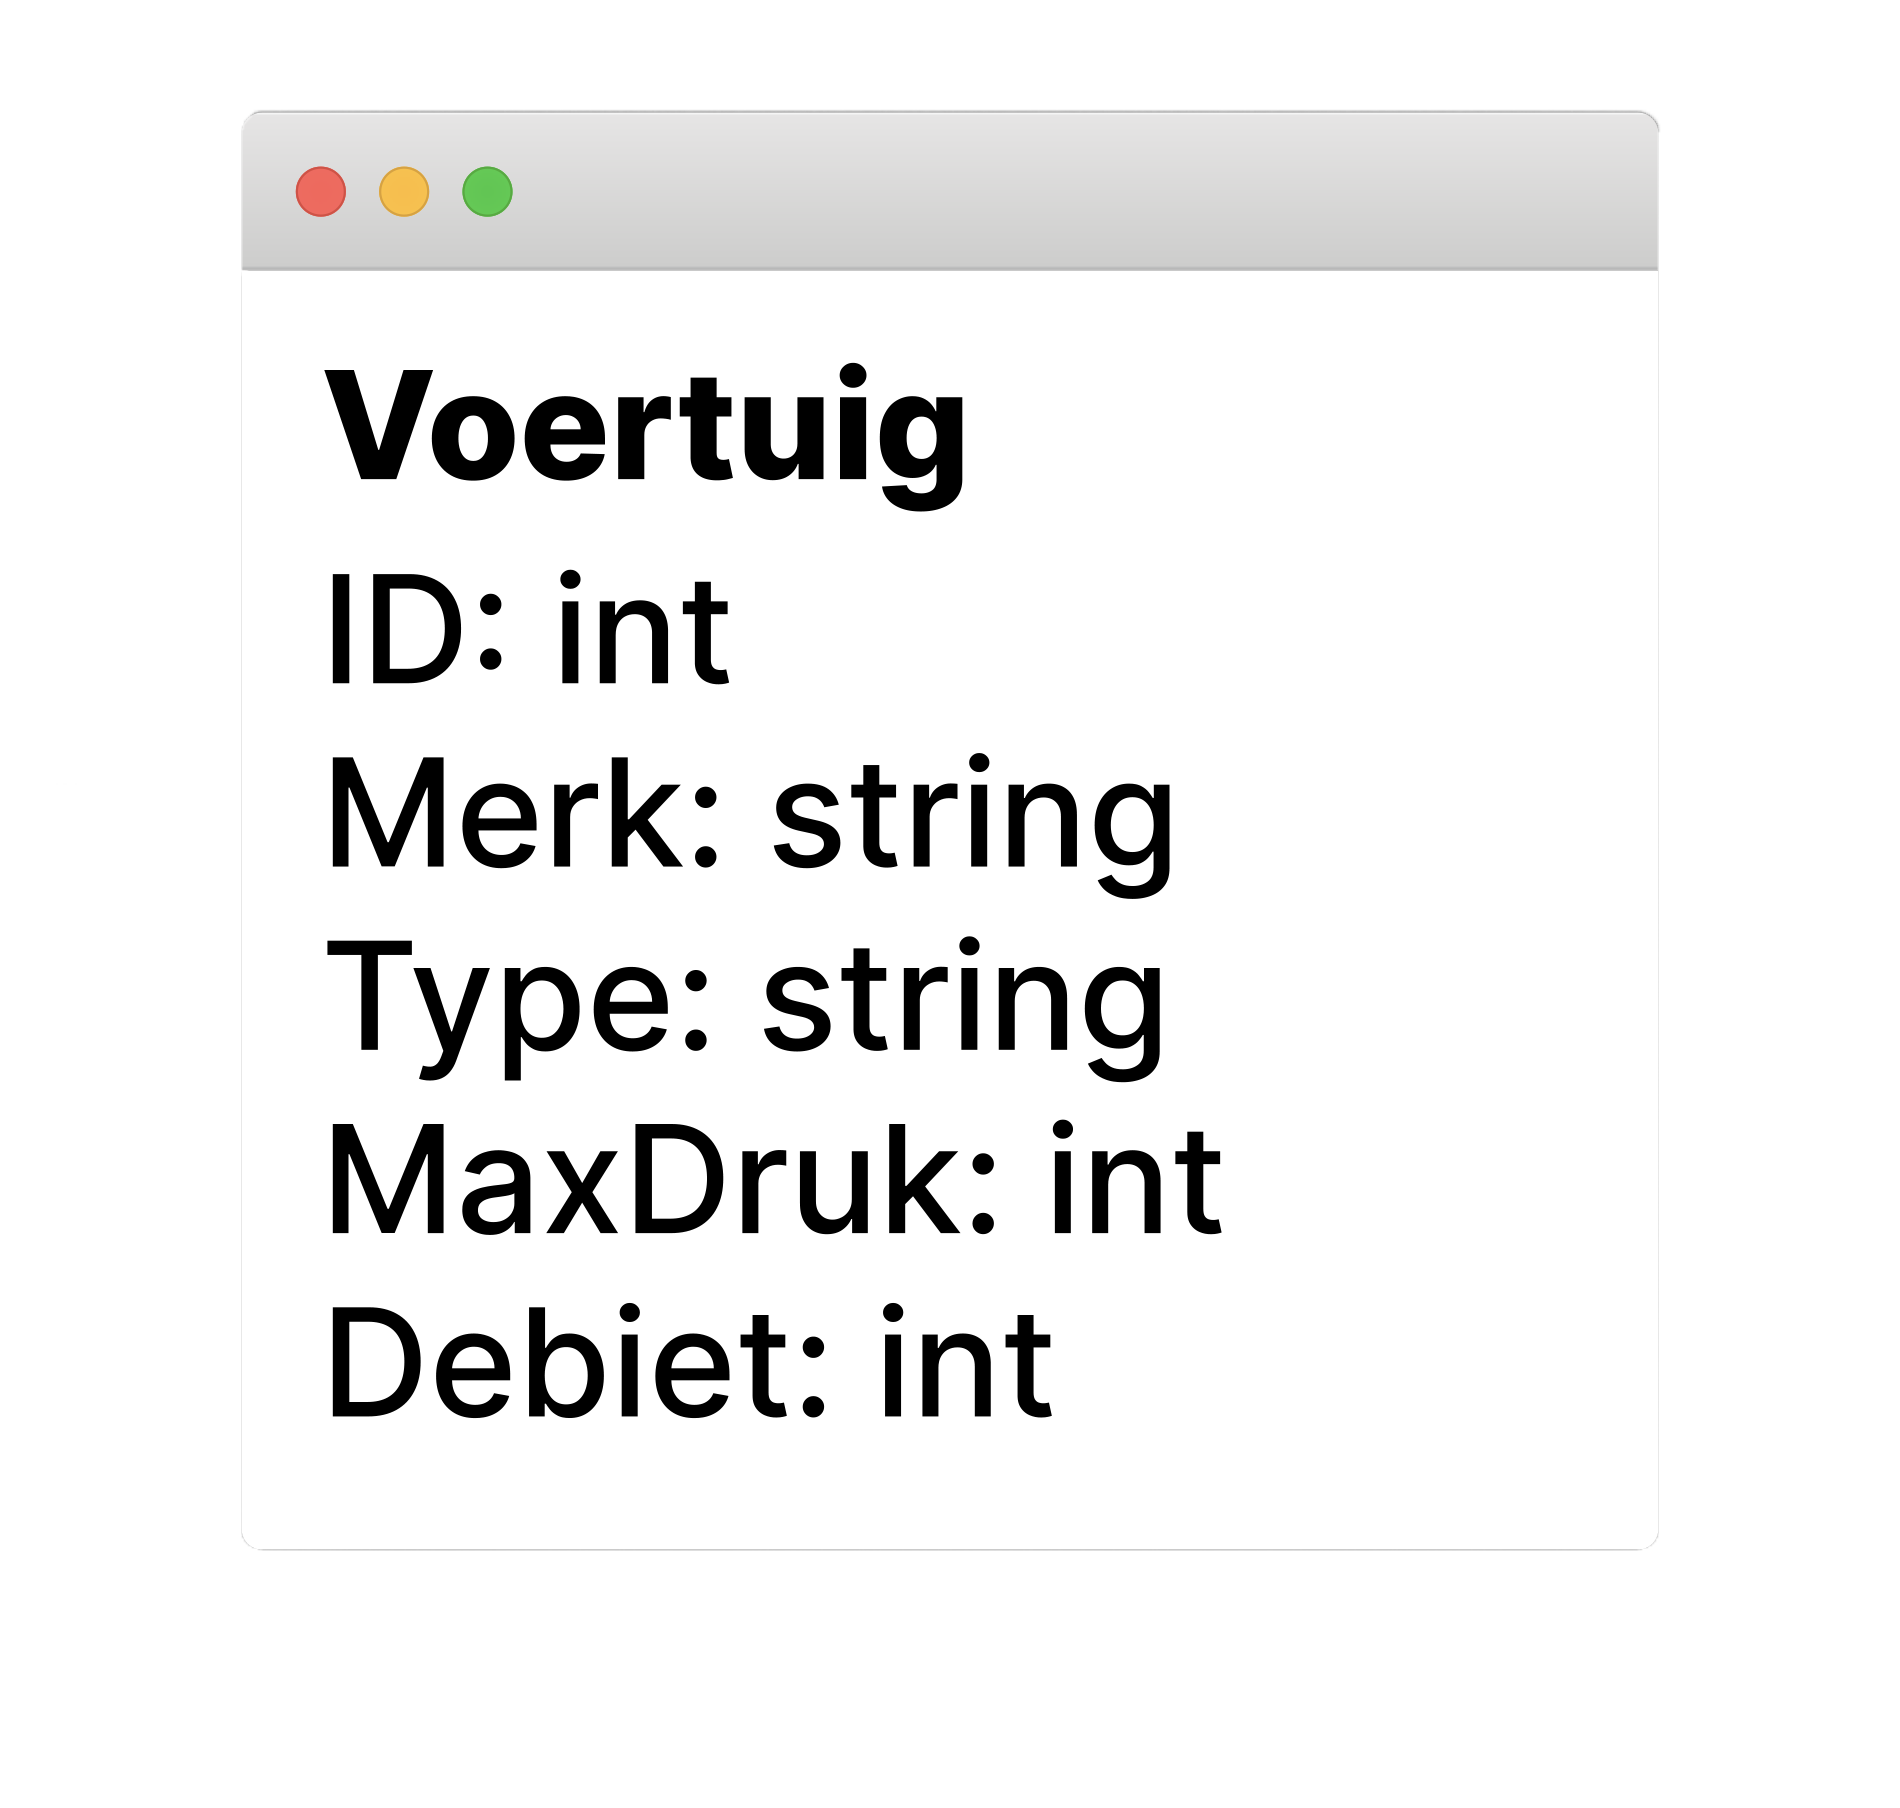 Voertuig
ID: int
Merk: string
Type: string
MaxDruk: int
Debiet: int